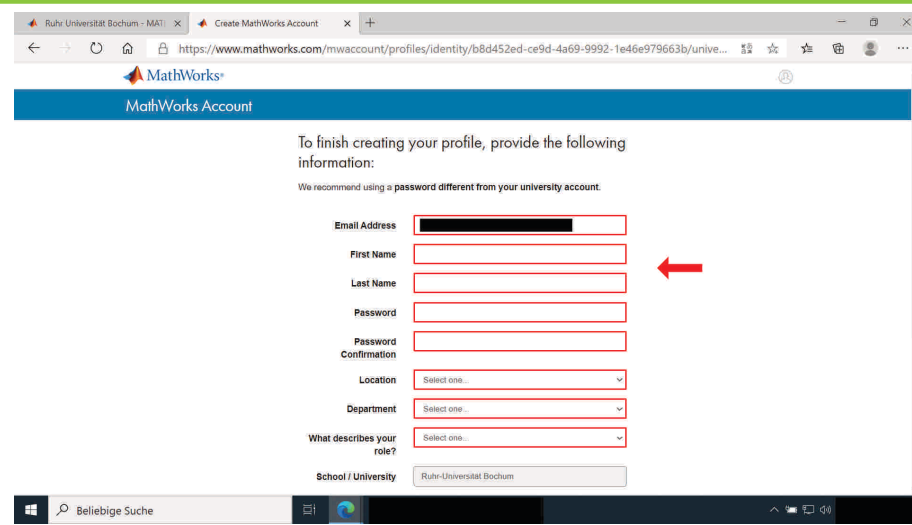 Ruhr Universität Bochum - MAT
Create MathWorks Account
https://www.mathworks.com/mwaccount/profiles/identity/b8d452ed-ce9d-4a69-9992-1e46e979663b/unive...
MathWorks®
MathWorks Account
To finish creating your profile, provide the following
information:
We recommend using a password different from your university account.
Email Address
First Name
Last Name
Password
Password
Confirmation
Location Select one...
Department Select one...
What describes your Select one...
role?
School / University Ruhr-Universität Bochum
Beliebige Suche